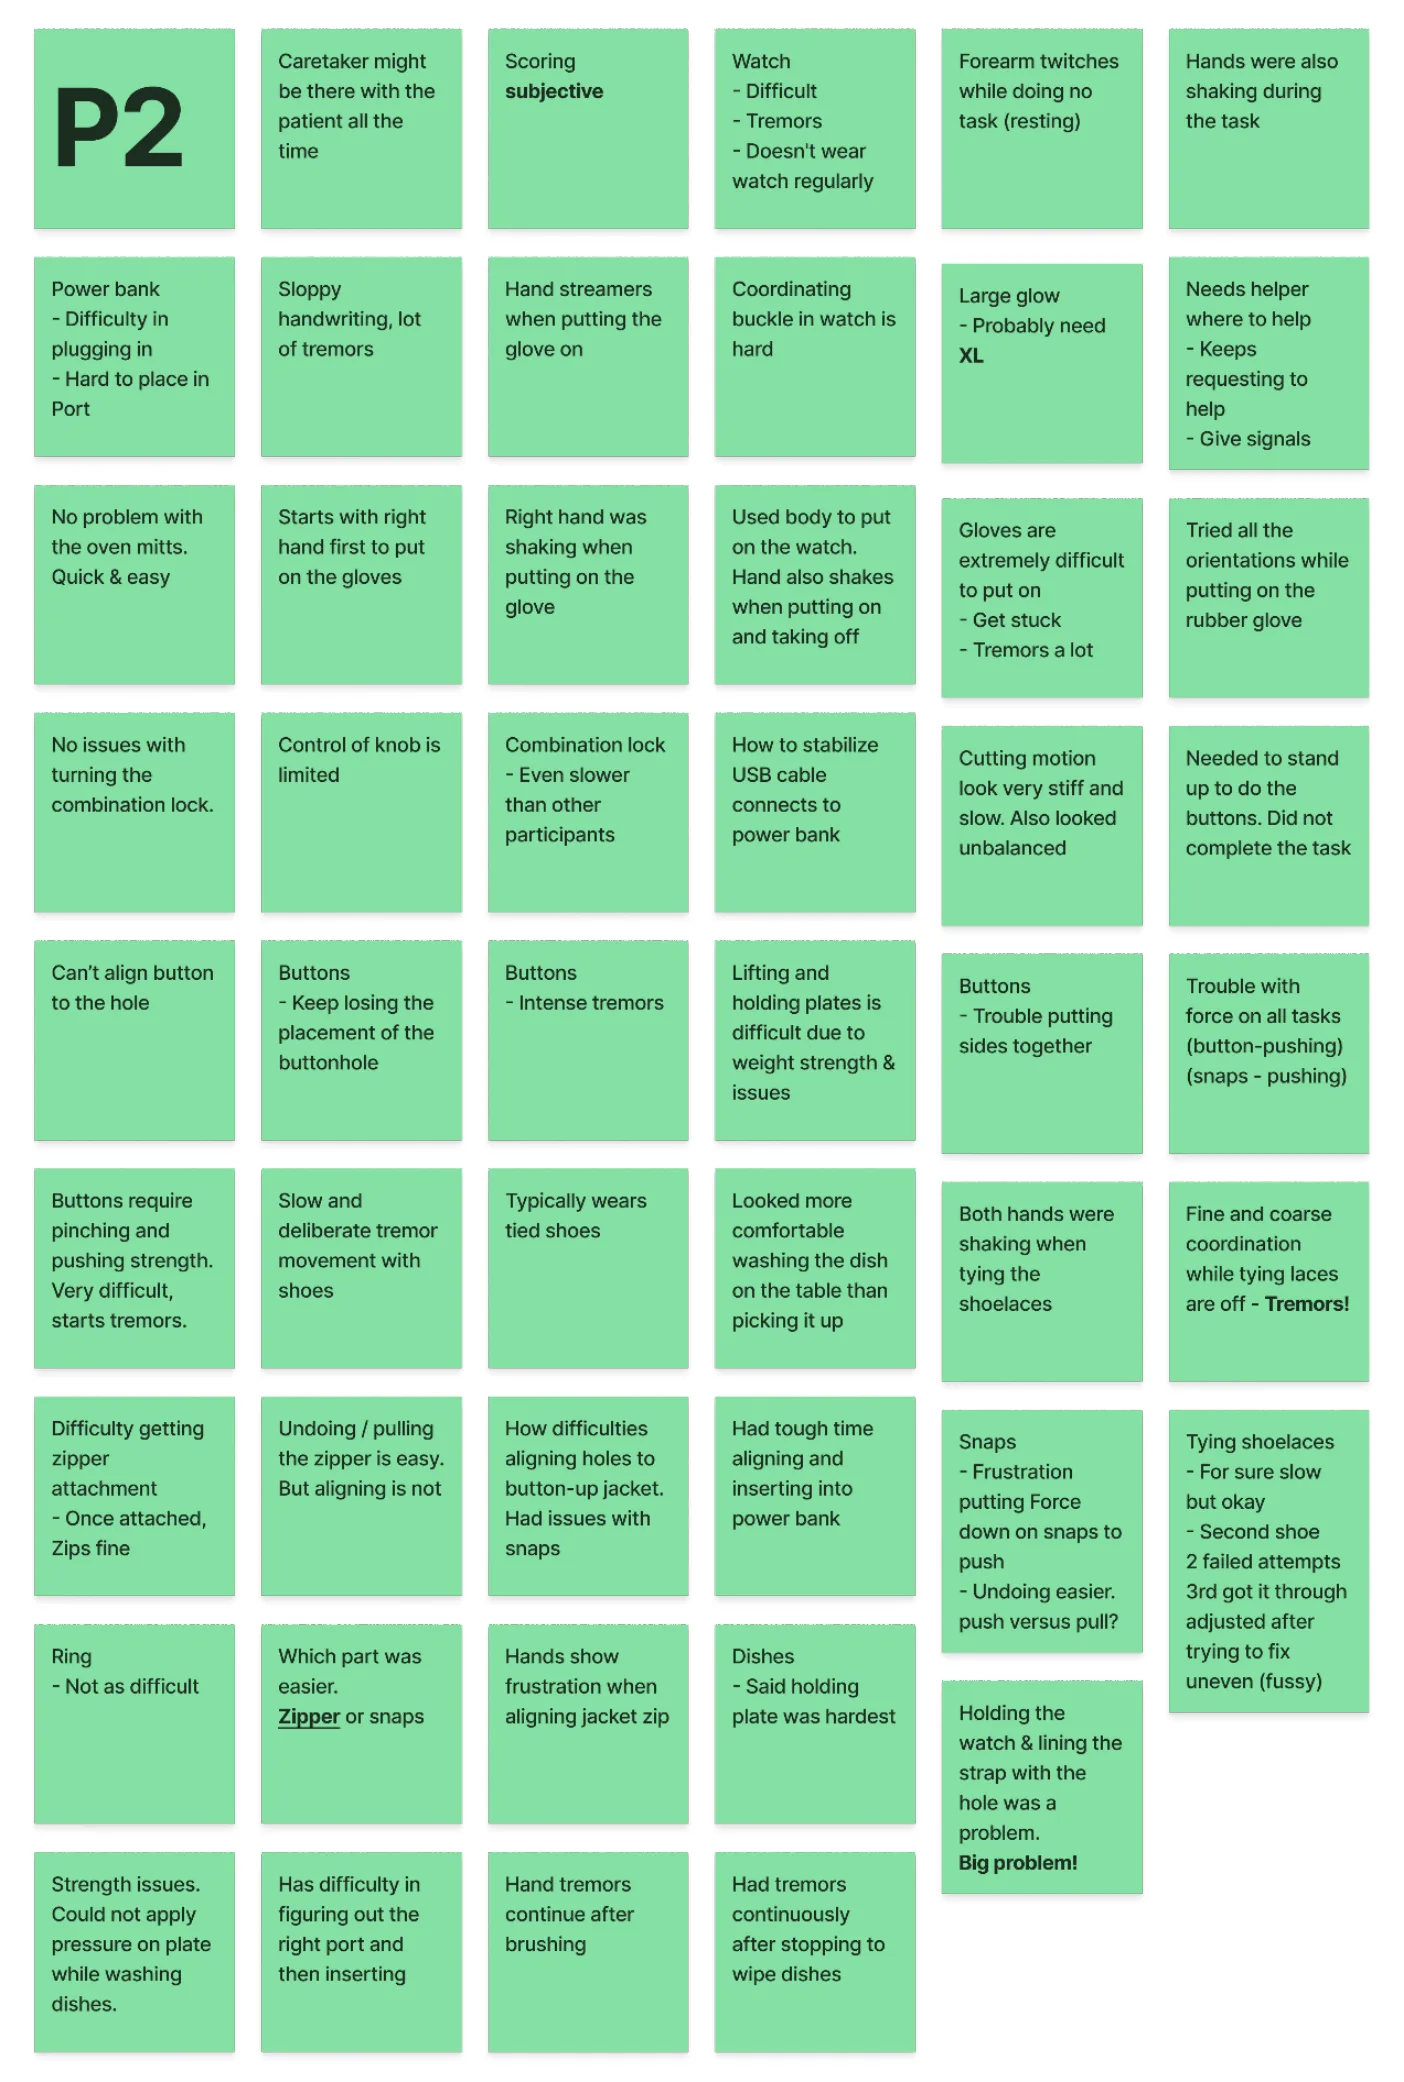 P2
Caretaker might
be there with the
patient all the
time
Scoring
subjective
Watch
- Difficult
- Tremors
- Doesn't wear
watch regularly
Forearm twitches
while doing no
task (resting)
Hands were also
shaking during
the task
Power bank
- Difficulty in
plugging in
- Hard to place in
Port
Sloppy
handwriting, lot
of tremors
Hand streamers
when putting the
glove on
Coordinating
buckle in watch is
hard
Large glow
- Probably need
XL
Needs helper
where to help
- Keeps
requesting to
help
- Give signals
No problem with
the oven mitts.
Quick & easy
Starts with right
hand first to put
on the gloves
Right hand was
shaking when
putting on the
glove
Used body to put
on the watch.
Hand also shakes
when putting on
and taking off
Gloves are
extremely difficult
to put on
- Get stuck
- Tremors a lot
Tried all the
orientations while
putting on the
rubber glove
No issues with
turning the
combination lock.
Control of knob is
limited
Combination lock
- Even slower
than other
participants
How to stabilize
USB cable
connects to
power bank
Cutting motion
look very stiff and
slow. Also looked
unbalanced
Needed to stand
up to do the
buttons. Did not
complete the task
Can’t align button
to the hole
Buttons
- Keep losing the
placement of the
buttonhole
Buttons
- Intense tremors
Lifting and
holding plates is
difficult due to
weight strength &
issues
Buttons
- Trouble putting
sides together
Trouble with
force on all tasks
(button-pushing)
(snaps - pushing)
Buttons require
pinching and
pushing strength.
Very difficult,
starts tremors.
Slow and
deliberate tremor
movement with
shoes
Typically wears
tied shoes
Looked more
comfortable
washing the dish
on the table than
picking it up
Both hands were
shaking when
tying the
shoelaces
Fine and coarse
coordination
while tying laces
are off - Tremors!
Difficulty getting
zipper
attachment
- Once attached,
Zips fine
Undoing / pulling
the zipper is easy.
But aligning is not
How difficulties
aligning holes to
button-up jacket.
Had issues with
snaps
Had tough time
aligning and
inserting into
power bank
Snaps
- Frustration
putting Force
down on snaps to
push
- Undoing easier.
push versus pull?
Tying shoelaces
- For sure slow
but okay
- Second shoe
2 failed attempts
3rd got it through
adjusted after
trying to fix
uneven (fussy)
Ring
- Not as difficult
Which part was
easier.
Zipper or snaps
Hands show
frustration when
aligning jacket zip
Dishes
- Said holding
plate was hardest
Holding the
watch & lining the
strap with the
hole was a
problem.
Big problem!
Strength issues.
Could not apply
pressure on plate
while washing
dishes.
Has difficulty in
figuring out the
right port and
then inserting
Hand tremors
continue after
brushing
Had tremors
continuously
after stopping to
wipe dishes